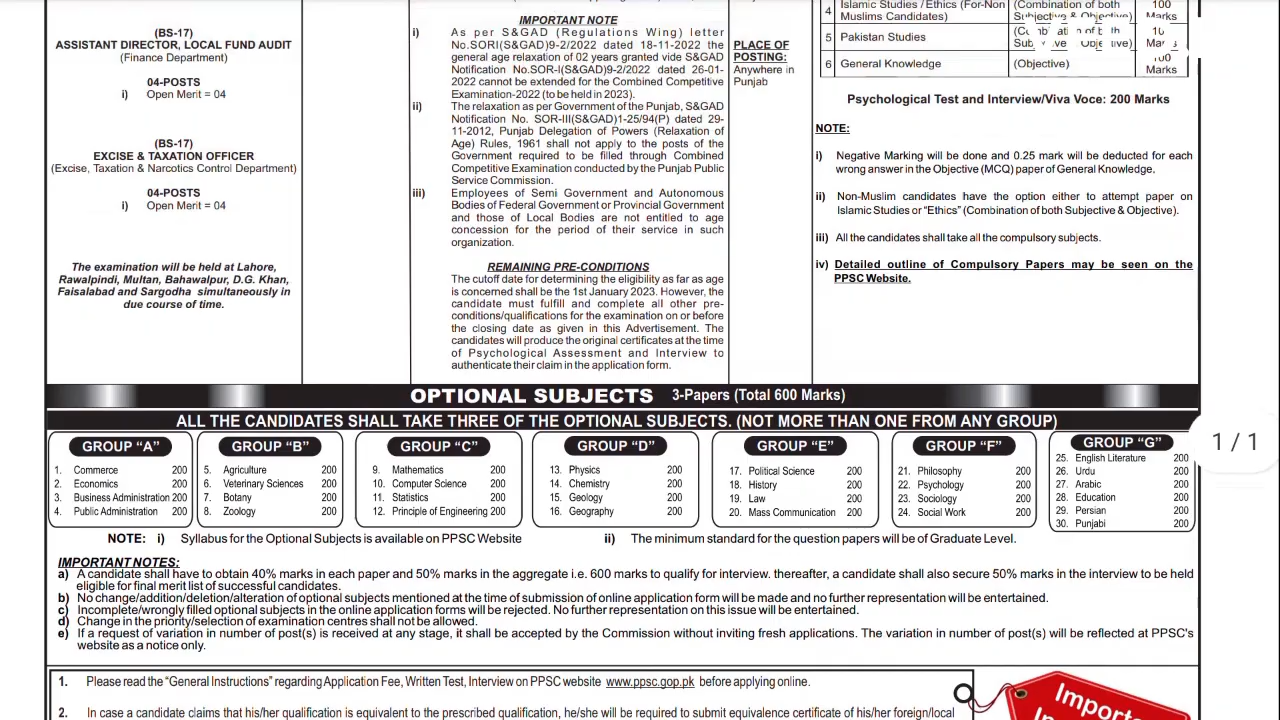 (BS-17)
ASSISTANT DIRECTOR, LOCAL FUND AUDIT
(Finance Department)
04-POSTS
i) Open Merit = 04
(BS-17)
EXCISE & TAXATION OFFICER
(Excise, Taxation & Narcotics Control Department)
04-POSTS
i) Open Merit = 04
The examination will be held at Lahore,
Rawalpindi, Multan, Bahawalpur, D.G. Khan,
Faisalabad and Sargodha simultaneously in
due course of time.
IMPORTANT NOTE
i) As per S&GAD (Regulations Wing) letter
No.SORI(S&GAD)9-2/2022 dated 18-11-2022 the
general age relaxation of 02 years granted vide S&GAD
Notification No.SOR-I(S&GAD)9-2/2022 dated 26-01-
2022 cannot be extended for the Combined Competitive
Examination-2022 (to be held in 2023).
ii) The relaxation as per Government of the Punjab, S&GAD
Notification No. SOR-III(S&GAD)1-25/94(P) dated 29-
11-2012, Punjab Delegation of Powers (Relaxation of
Age) Rules, 1961 shall not apply to the posts of the
Government required to be filled through Combined
Competitive Examination conducted by the Punjab Public
Service Commission.
iii) Employees of Semi Government and Autonomous
Bodies of Federal Government or Provincial Government
and those of Local Bodies are not entitled to age
concession for the period of their service in such
organization.
REMAINING PRE-CONDITIONS
The cutoff date for determining the eligibility as far as age
is concerned shall be the 1st January 2023. However, the
candidate must fulfill and complete all other pre-
conditions/qualifications for the examination on or before
the closing date as given in this Advertisement. The
candidates will produce the original certificates at the time
of Psychological Assessment and Interview to
authenticate their claim in the application form.
PLACE OF
POSTING:
Anywhere in
Punjab
4 Islamic Studies / Ethics (For-Non Muslims Candidates) (Combination of both Subjective & Objective) 100 Marks
5 Pakistan Studies
6 General Knowledge (Objective) 100 Marks
Psychological Test and Interview/Viva Voce: 200 Marks
NOTE:
i) Negative Marking will be done and 0.25 mark will be deducted for each
wrong answer in the Objective (MCQ) paper of General Knowledge.
ii) Non-Muslim candidates have the option either to attempt paper on
Islamic Studies or "Ethics" (Combination of both Subjective & Objective).
iii) All the candidates shall take all the compulsory subjects.
iv) Detailed outline of Compulsory Papers may be seen on the
PPSC Website.
OPTIONAL SUBJECTS 3-Papers (Total 600 Marks)
ALL THE CANDIDATES SHALL TAKE THREE OF THE OPTIONAL SUBJECTS. (NOT MORE THAN ONE FROM ANY GROUP)
GROUP "A"
1. Commerce 200
2. Economics 200
3. Business Administration 200
4. Public Administration 200
GROUP "B"
5. Agriculture 200
6. Veterinary Sciences 200
7. Botany 200
8. Zoology 200
GROUP "C"
9. Mathematics 200
10. Computer Science 200
11. Statistics 200
12. Principle of Engineering 200
GROUP "D"
13. Physics 200
14. Chemistry 200
15. Geology 200
16. Geography 200
GROUP "E"
17. Political Science 200
18. History 200
19. Law 200
20. Mass Communication 200
GROUP "F"
21. Philosophy 200
22. Psychology 200
23. Sociology 200
24. Social Work 200
GROUP "G"
25. English Literature 200
26. Urdu 200
27. Arabic 200
28. Education 200
29. Persian 200
30. Punjabi 200
1 / 1
NOTE: i) Syllabus for the Optional Subjects is available on PPSC Website ii) The minimum standard for the question papers will be of Graduate Level.
IMPORTANT NOTES:
a) A candidate shall have to obtain 40% marks in each paper and 50% marks in the aggregate i.e. 600 marks to qualify for interview. thereafter, a candidate shall also secure 50% marks in the interview to be held
eligible for final merit list of successful candidates.
b) No change/addition/deletion/alteration of optional subjects mentioned at the time of submission of online application form will be made and no further representation will be entertained.
c) Incomplete/wrongly filled optional subjects in the online application forms will be rejected. No further representation on this issue will be entertained.
d) Change in the priority/selection of examination centres shall not be allowed.
e) If a request of variation in number of post(s) is received at any stage, it shall be accepted by the Commission without inviting fresh applications. The variation in number of post(s) will be reflected at PPSC's
website as a notice only.
1. Please read the "General Instructions" regarding Application Fee, Written Test, Interview on PPSC website www.ppsc.gop.pk before applying online.
2. In case a candidate claims that his/her qualification is equivalent to the prescribed qualification, he/she will be required to submit equivalence certificate of his/her foreign/local